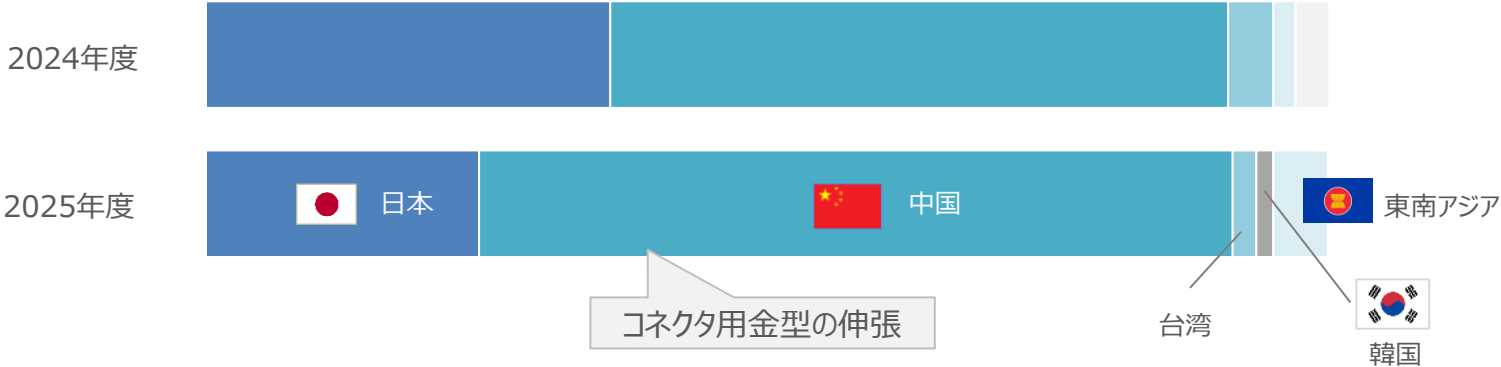 2024年度
2025年度
日本
中国
東南アジア
コネクタ用金型の伸張
台湾
韓国